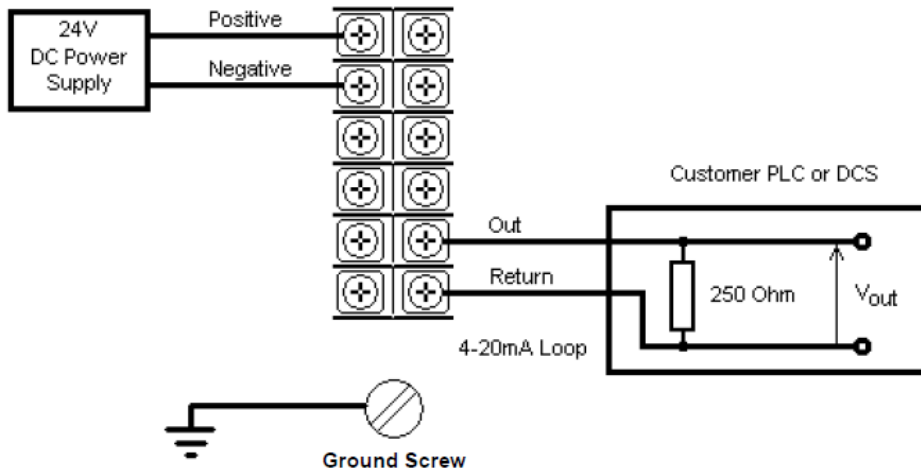 24V
DC Power
Supply
Positive
Negative
Customer PLC or DCS
Out
Return
250 Ohm
Vout
4-20mA Loop
Ground Screw